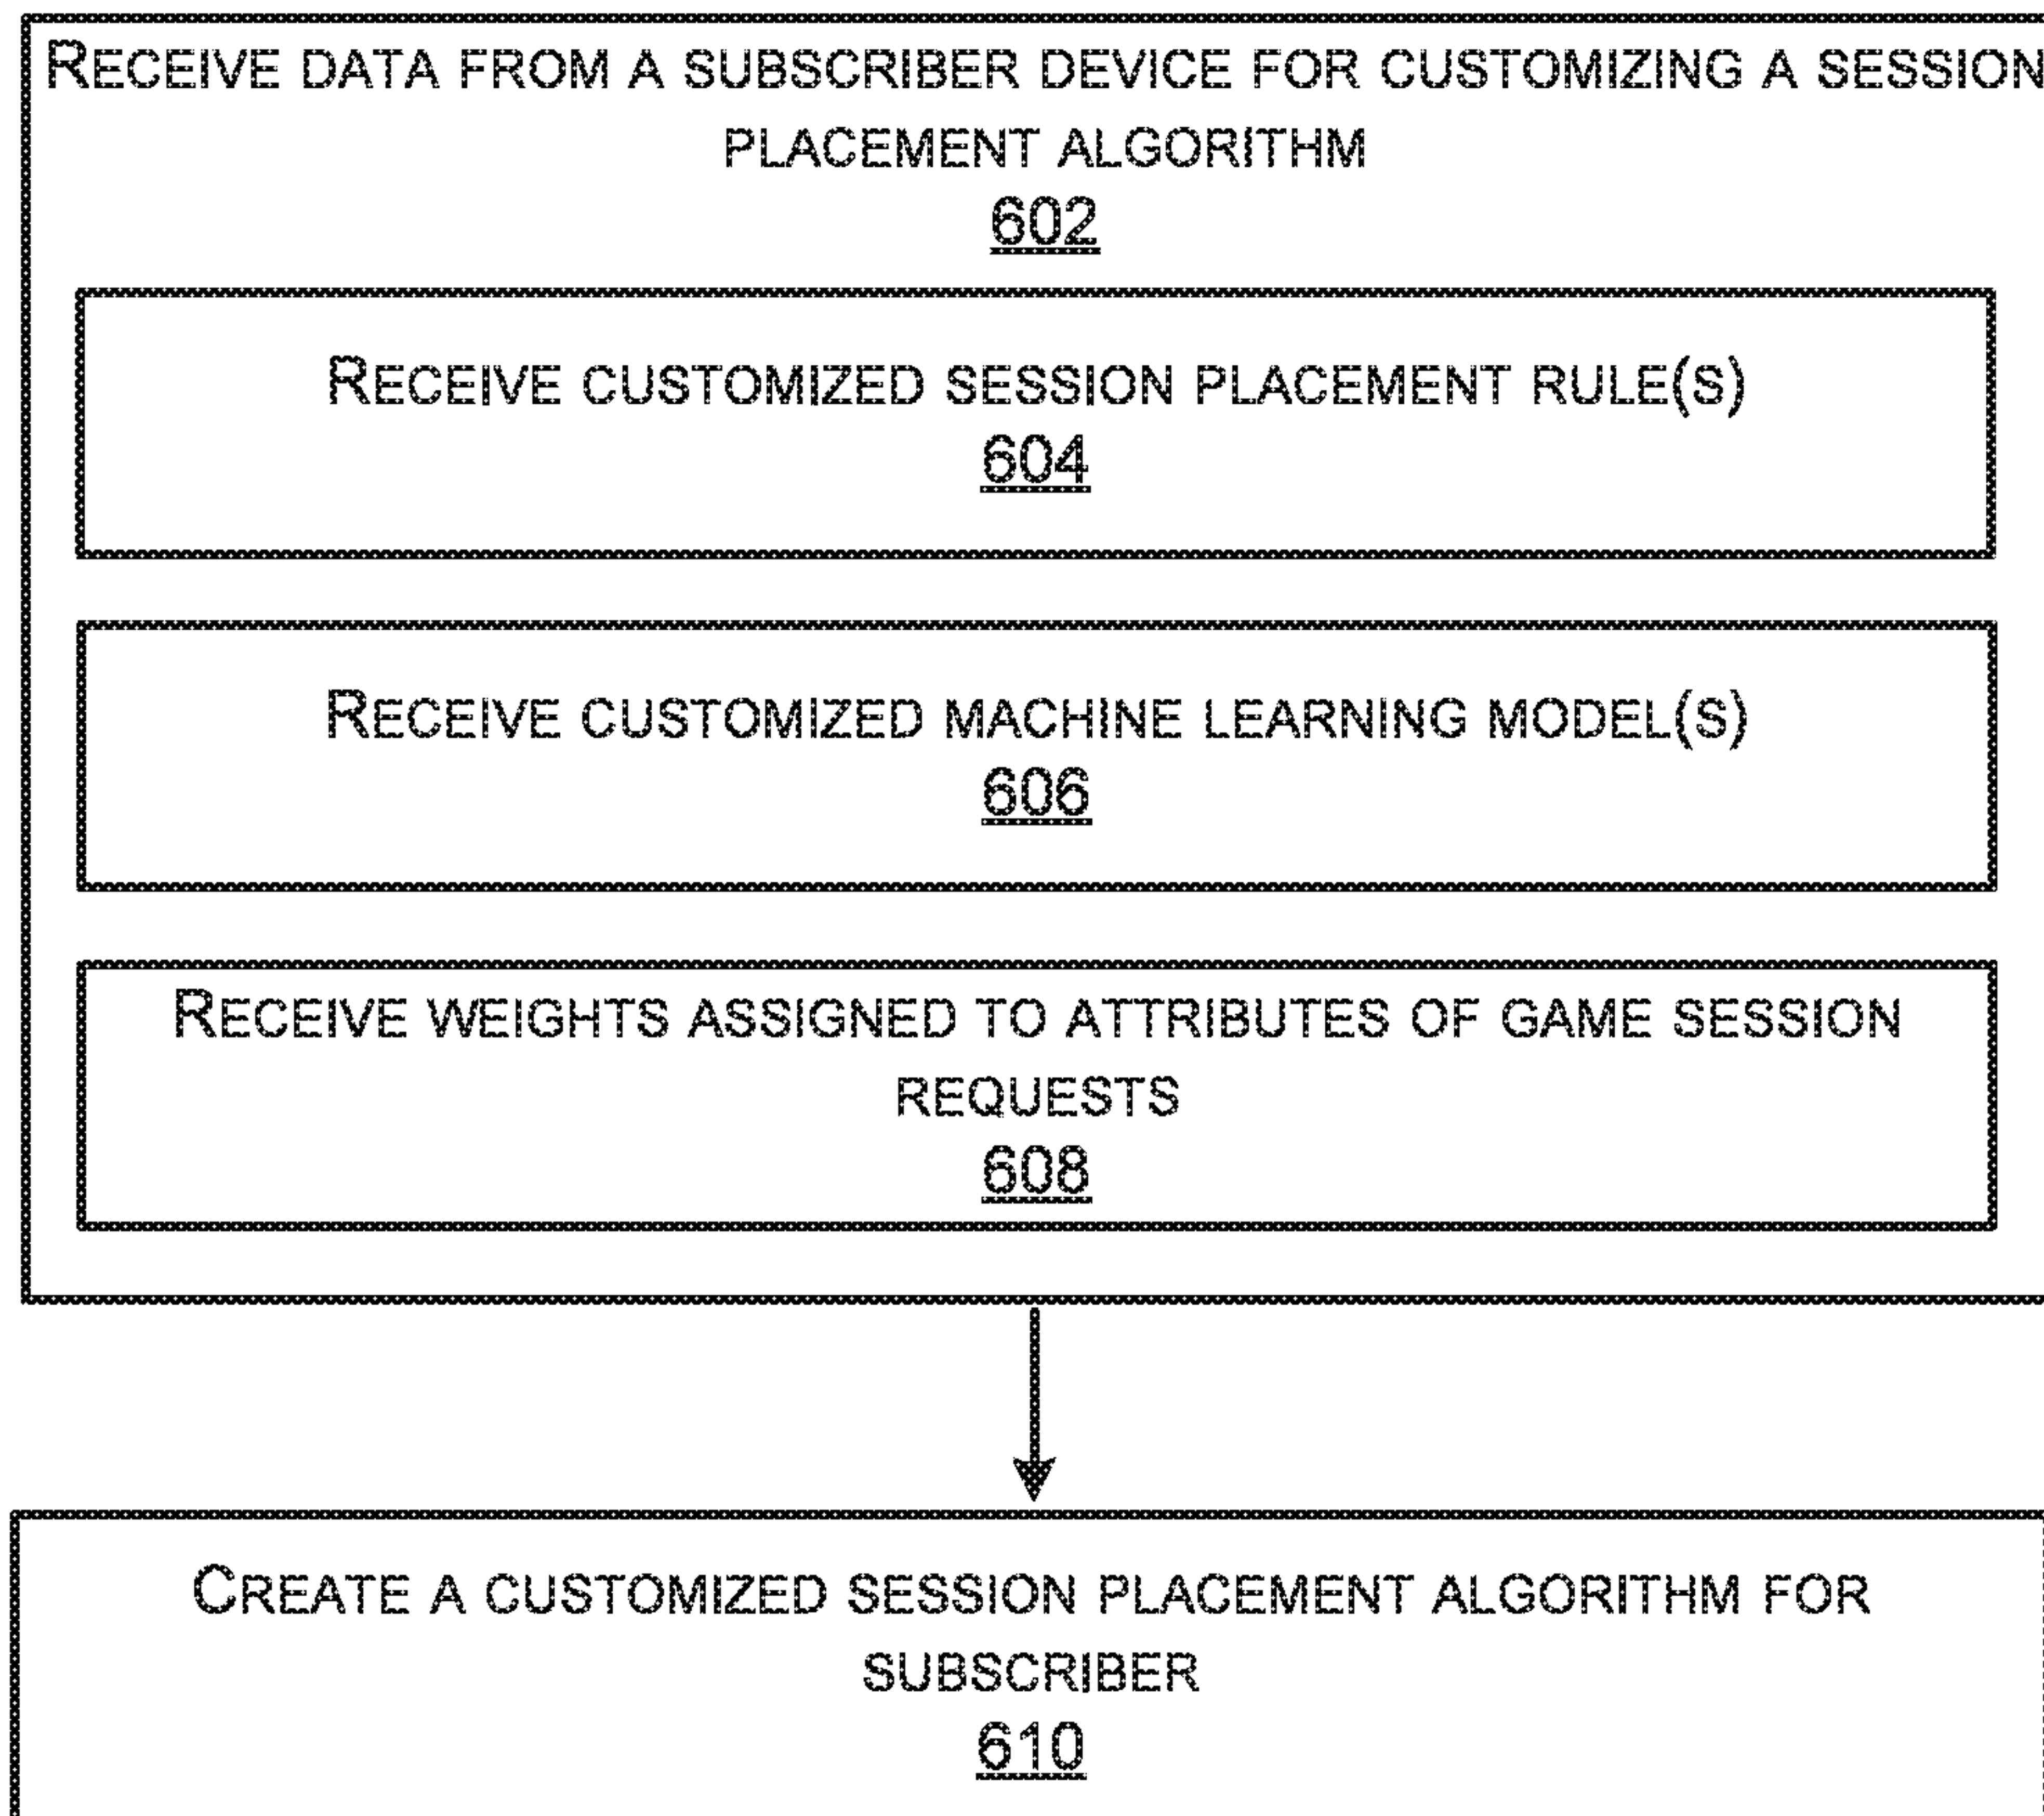 RECEIVE DATA FROM A SUBSCRIBER DEVICE FOR CUSTOMIZING A SESSION
PLACEMENT ALGORITHM
602
RECEIVE CUSTOMIZED SESSION PLACEMENT RULE(S)
604
RECEIVE CUSTOMIZED MACHINE LEARNING MODEL(S)
606
RECEIVE WEIGHTS ASSIGNED TO ATTRIBUTES OF GAME SESSION
REQUESTS
608
CREATE A CUSTOMIZED SESSION PLACEMENT ALGORITHM FOR
SUBSCRIBER
610